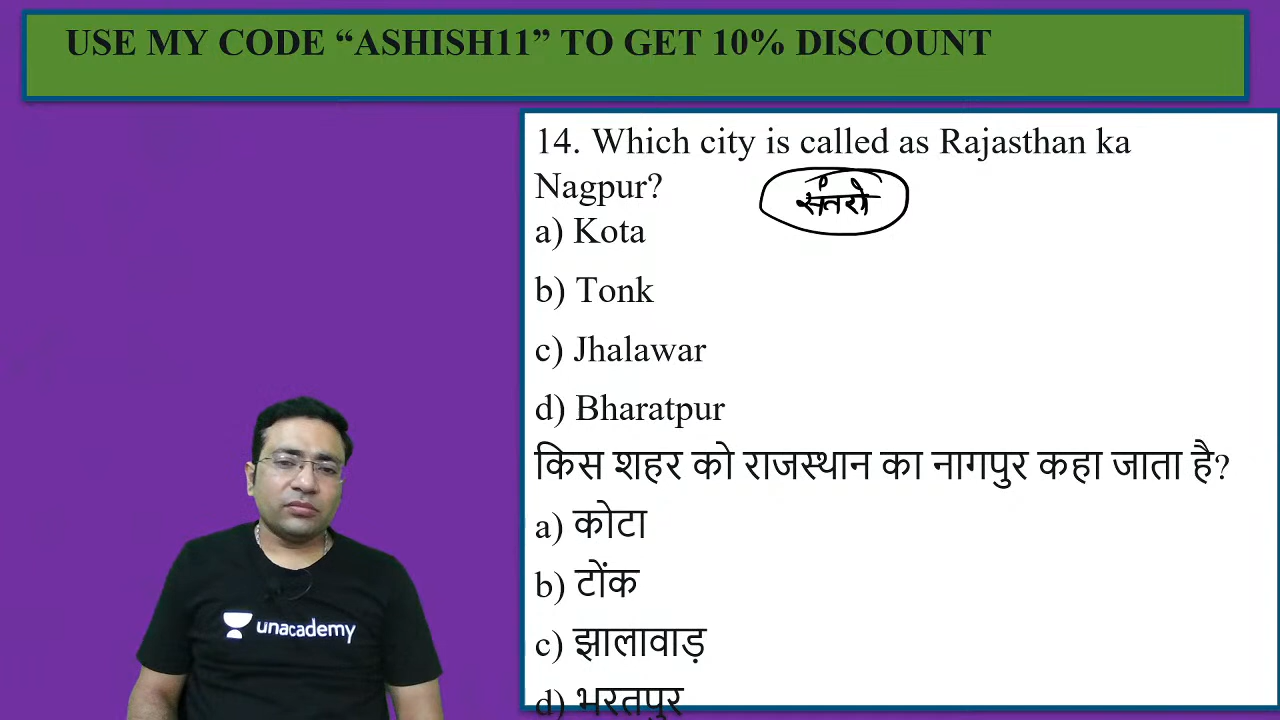 USE MY CODE “ASHISH11” TO GET 10% DISCOUNT
14. Which city is called as Rajasthan ka
Nagpur?
संतरो
a) Kota
b) Tonk
c) Jhalawar
d) Bharatpur
किस शहर को राजस्थान का नागपुर कहा जाता है?
a) कोटा
b) टोंक
c) झालावाड़
d) भरतपुर
unacademy